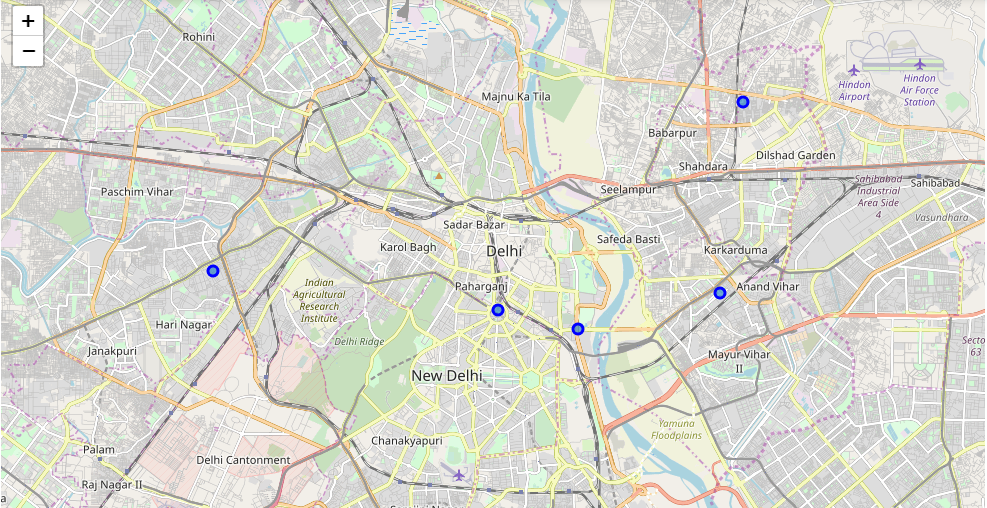 +
−
Rohini
Majnu Ka Tila
Hindon
Airport
Hindon
Air Force
Station
Babarpur
Shahdara
Dilshad Garden
Paschim Vihar
Seelampur
Sahibabad
Industrial
Area Side
4
Sahibabad
Vasundhara
Sadar Bazar
Karol Bagh
Delhi
Safeda Basti
Karkarduma
Indian
Agricultural
Research
Institute
Paharganj
Anand Vihar
Hari Nagar
Delhi Ridge
Janakpuri
New Delhi
Mayur Vihar
II
Secto
63
Chanakyapuri
Yamuna
Floodplains
Palam
Delhi Cantonment
Raj Nagar II
a